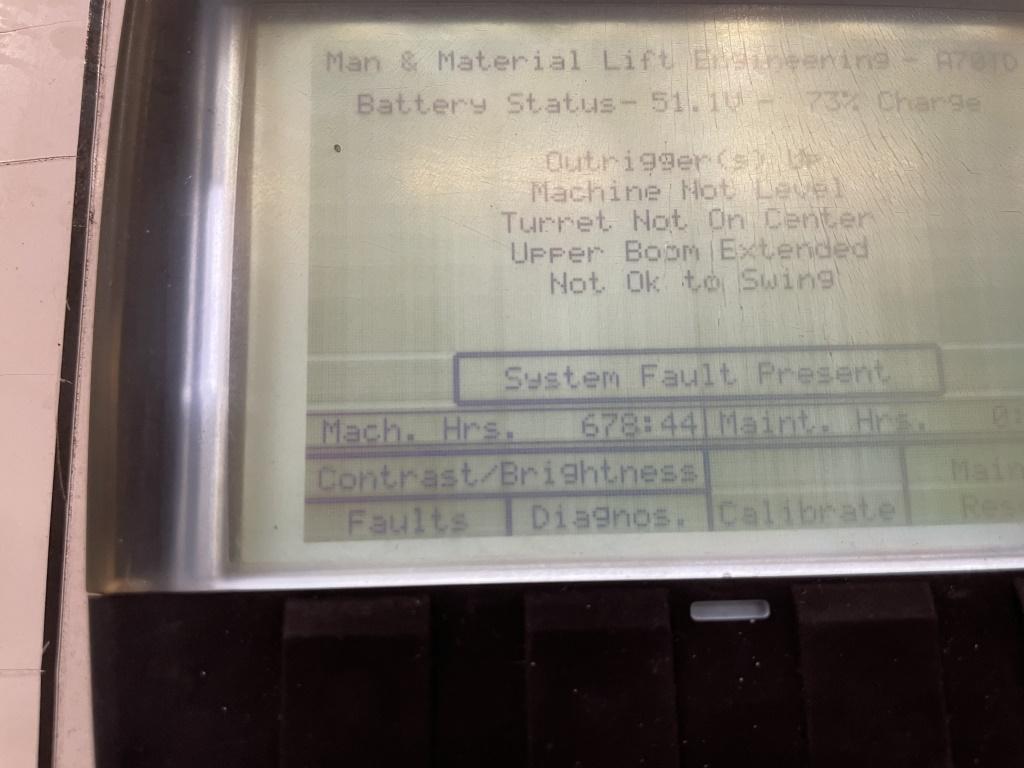 Man & Material Lift Engineering -
Battery Status- 51.1V - 73% Charge
Outrigger(s) Up
Machine Not Level
Turret Not On Center
Upper Boom Extended
Not Ok to Swing
System Fault Present
Mach. Hrs. 678:44 Maint. Hrs.
Contrast/Brightness
Faults Diagnos. Calibrate